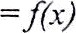 = f(x)